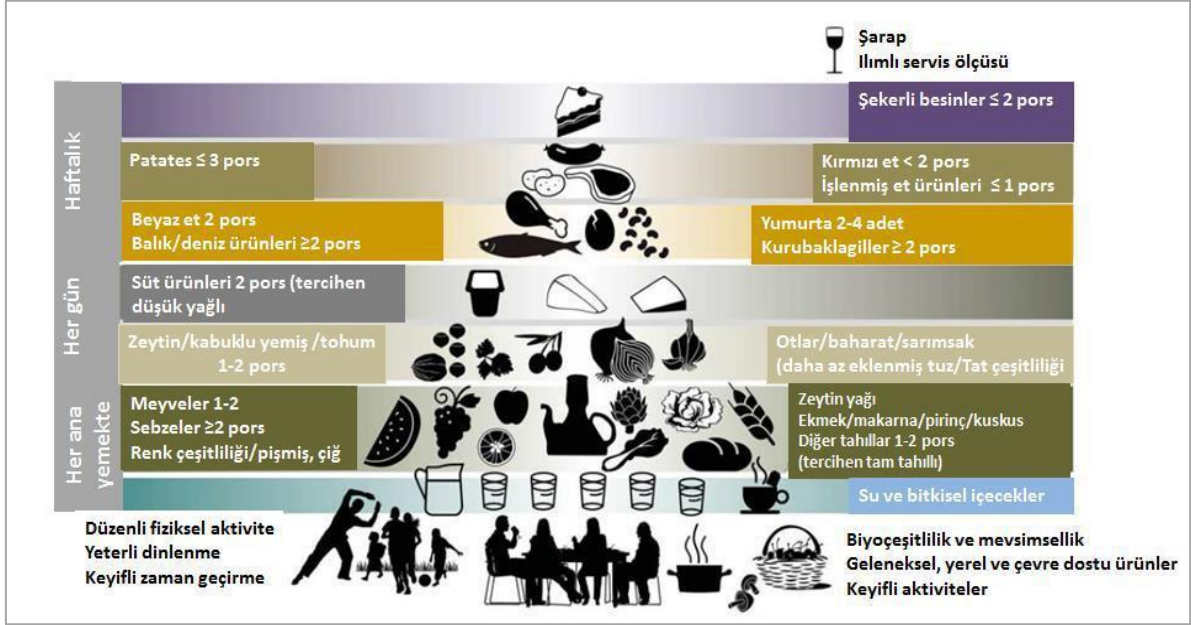 Şarap
Ilımlı servis ölçüsü
Haftalık
Şekerli besinler ≤ 2 pors
Patates ≤ 3 pors
Kırmızı et < 2 pors
İşlenmiş et ürünleri ≤ 1 pors
Beyaz et 2 pors
Balık/deniz ürünleri ≥2 pors
Yumurta 2-4 adet
Kurubaklagiller ≥ 2 pors
Her gün
Süt ürünleri 2 pors (tercihen
düşük yağlı
Zeytin/kabuklu yemiş /tohum
1-2 pors
Otlar/baharat/sarımsak
(daha az eklenmiş tuz/Tat çeşitliliği
Her ana
yemekte
Meyveler 1-2
Sebzeler ≥2 pors
Renk çeşitliliği/pişmiş, çiğ
Zeytin yağı
Ekmek/makarna/pirinç/kuskus
Diğer tahıllar 1-2 pors
(tercihen tam tahıllı)
Su ve bitkisel içecekler
Düzenli fiziksel aktivite
Yeterli dinlenme
Keyifli zaman geçirme
Biyoçeşitlilik ve mevsimsellik
Geleneksel, yerel ve çevre dostu ürünler
Keyifli aktiviteler